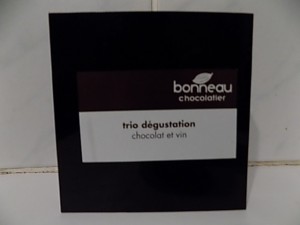 bonneau
chocolatier
trio dégustation
chocolat et vin